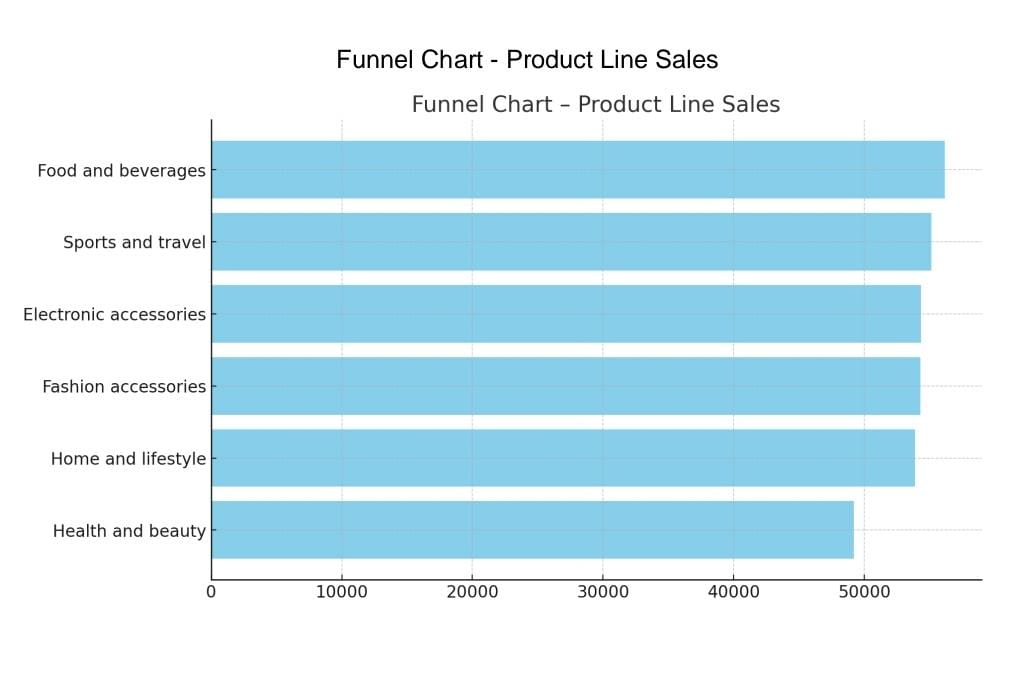 Funnel Chart - Product Line Sales
Funnel Chart – Product Line Sales
Food and beverages
Sports and travel
Electronic accessories
Fashion accessories
Home and lifestyle
Health and beauty
0 10000 20000 30000 40000 50000